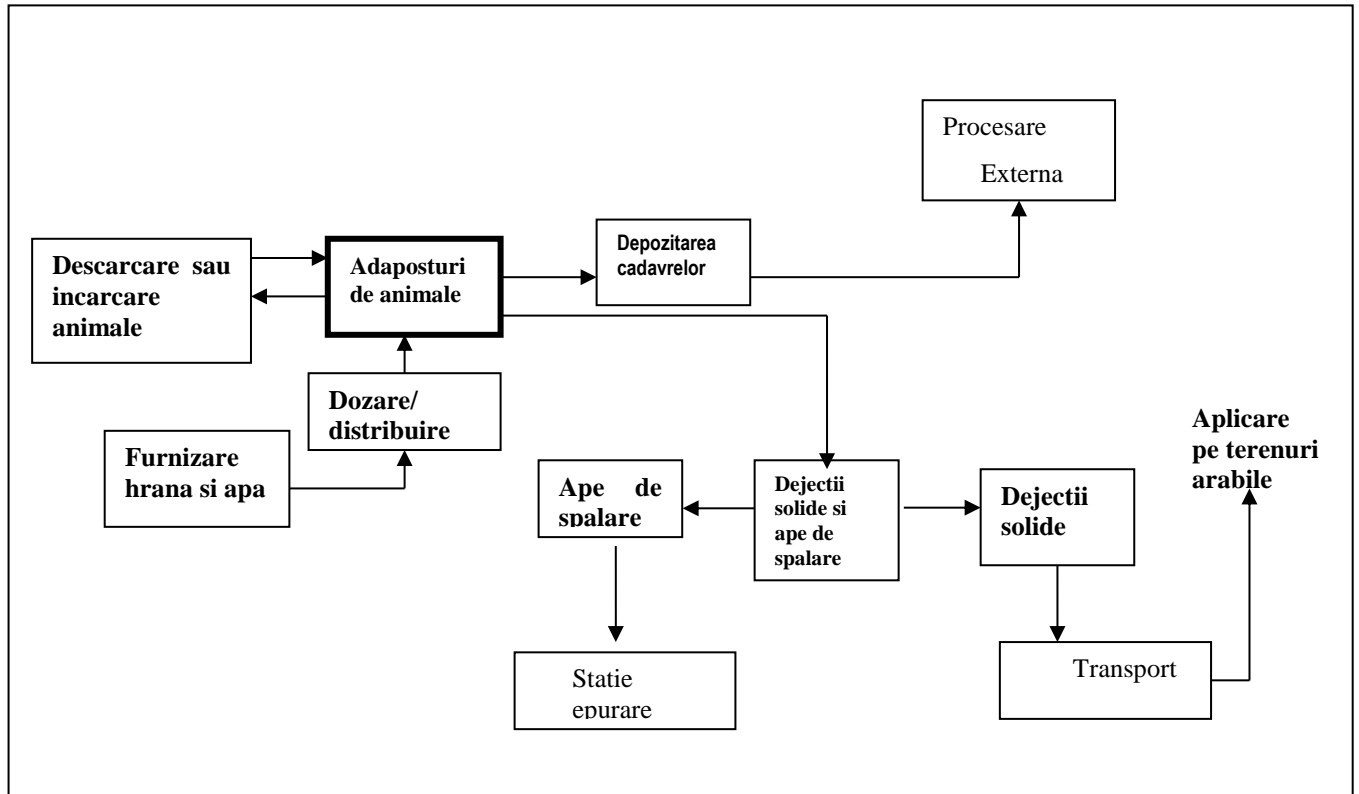 Procesare
Externa
Descarcare sau
incarcare
animale
Adaposturi
de animale
Depozitarea
cadavrelor
Dozare/
distribuire
Furnizare
hrana si apa
Aplicare
pe terenuri
arabile
Ape de
spalare
Dejectii
solide si
ape de
spalare
Dejectii
solide
Statie
epurare
Transport